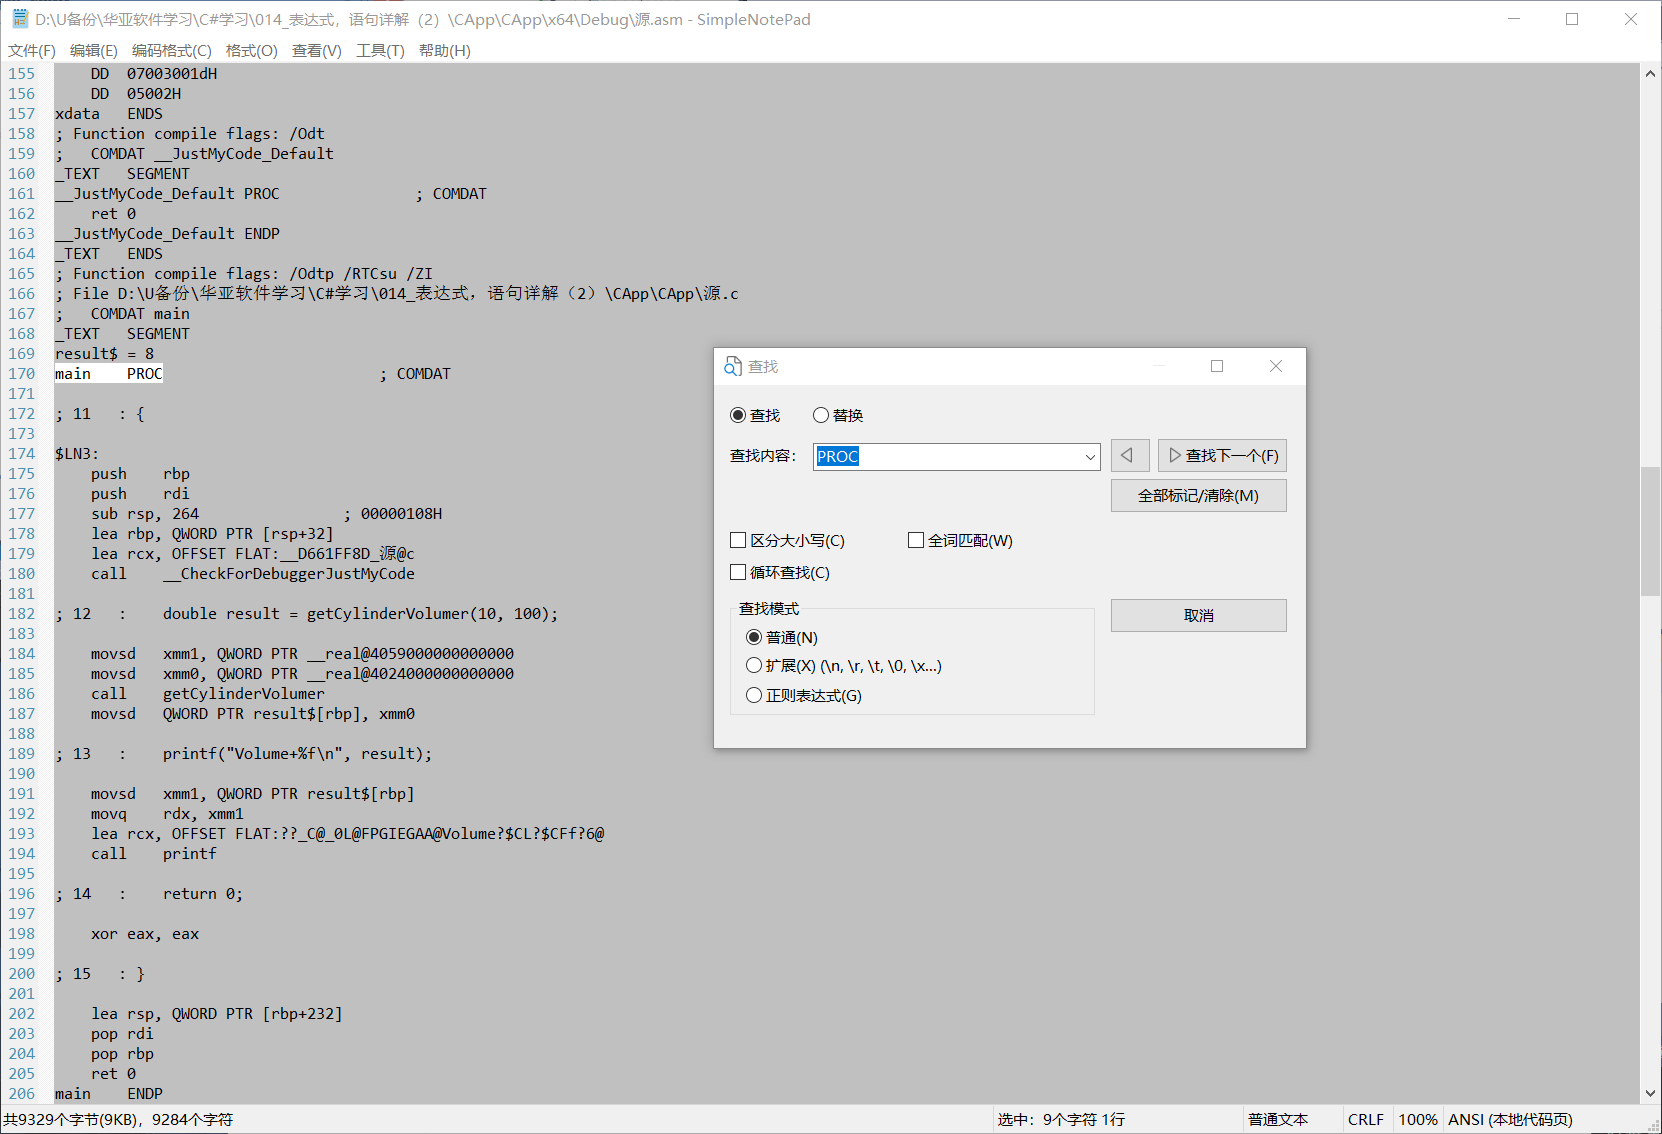 D:\U备份\华亚软件学习\C#学习\014_表达式，语句详解（2）\CApp\CApp\x64\Debug\源.asm - SimpleNotePad
文件(F) 编辑(E) 编码格式(C) 格式(O) 查看(V) 工具(T) 帮助(H)
155 DD 07003001dH
156 DD 05002H
157 xdata ENDS
158 ; Function compile flags: /Odt
159 ; COMDAT __JustMyCode_Default
160 _TEXT SEGMENT
161 __JustMyCode_Default PROC ; COMDAT
162 ret 0
163 __JustMyCode_Default ENDP
164 _TEXT ENDS
165 ; Function compile flags: /Odtp /RTCsu /ZI
166 ; File D:\U备份\华亚软件学习\C#学习\014_表达式，语句详解（2）\CApp\CApp\源.c
167 ; COMDAT main
168 _TEXT SEGMENT
169 result$ = 8
170 main PROC ; COMDAT
171
172 ; 11 : {
173
174 $LN3:
175 push rbp
176 push rdi
177 sub rsp, 264 ; 00000108H
178 lea rbp, QWORD PTR [rsp+32]
179 lea rcx, OFFSET FLAT:__D661FF8D_源@c
180 call __CheckForDebuggerJustMyCode
181
182 ; 12 : double result = getCylinderVolumer(10, 100);
183
184 movsd xmm1, QWORD PTR __real@4059000000000000
185 movsd xmm0, QWORD PTR __real@4024000000000000
186 call getCylinderVolumer
187 movsd QWORD PTR result$[rbp], xmm0
188
189 ; 13 : printf("Volume+%f\n", result);
190
191 movsd xmm1, QWORD PTR result$[rbp]
192 movq rdx, xmm1
193 lea rcx, OFFSET FLAT:??_C@_0L@FPGIEGAA@Volume?$CL?$CFf?6@
194 call printf
195
196 ; 14 : return 0;
197
198 xor eax, eax
199
200 ; 15 : }
201
202 lea rsp, QWORD PTR [rbp+232]
203 pop rdi
204 pop rbp
205 ret 0
206 main ENDP
查找
查找 替换
查找内容： PROC 查找下一个(F)
全部标记/清除(M)
区分大小写(C) 全词匹配(W)
循环查找(C)
查找模式
取消
普通(N)
扩展(X) (\n, \r, \t, \0, \x...)
正则表达式(G)
共9329个字节(9KB)，9284个字符 选中：9个字符 1行 普通文本 CRLF 100% ANSI (本地代码页)